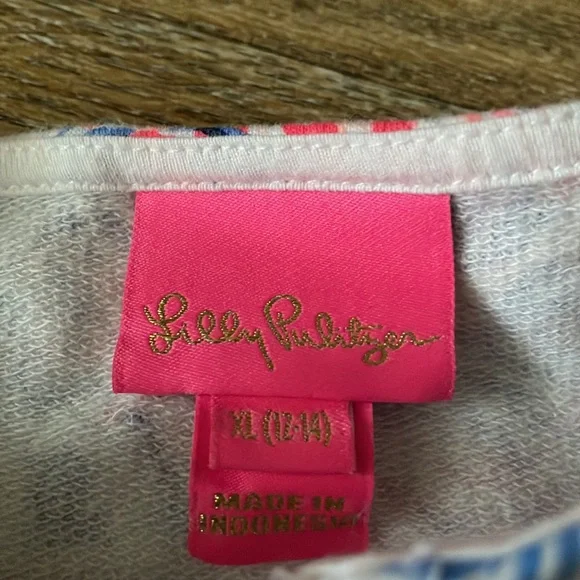 Lilly Pulitzer
XL (12-14)
MADE IN
INDONESIA